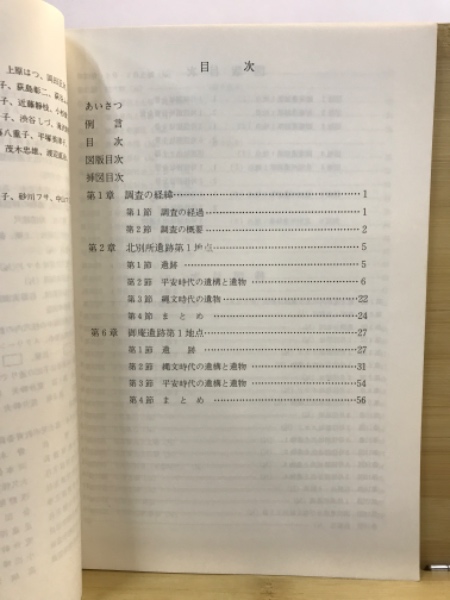 目 次
あいさつ
例 言
目 次
図版目次
挿図目次
第1章 調査の経緯……………………………1
第1節 調査の経過……………………………1
第2節 調査の概要……………………………2
第2章 北別所遺跡第1地点……………………………5
第1節 遺跡……………………………5
第2節 平安時代の遺構と遺物……………………………6
第3節 縄文時代の遺物……………………………22
第4節 まとめ……………………………24
第6章 御庵遺跡第1地点……………………………27
第1節 遺 跡……………………………27
第2節 縄文時代の遺構と遺物……………………………31
第3節 平安時代の遺構と遺物……………………………54
第4節 ま と め……………………………56
上原はつ、
子、荻島彰二、
子、近藤静枝、
子、渋谷しづ、
八重子、
茂木忠雄、
子、砂川フサ、